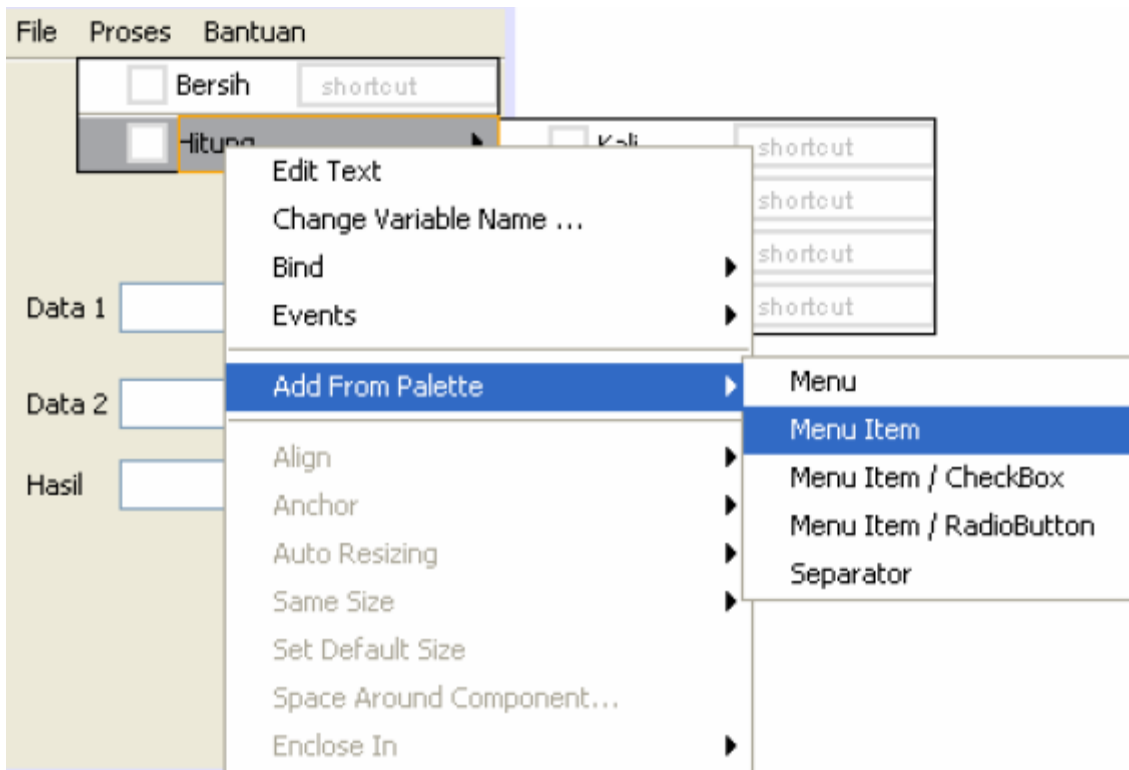 File Proses Bantuan
Bersih shortcut
Hitung Kali shortcut
Edit Text
shortcut
Change Variable Name ...
Bind
shortcut
Events
shortcut
Data 1
Add From Palette
Menu
Data 2
Menu Item
Align
Menu Item / CheckBox
Hasil
Anchor
Menu Item / RadioButton
Auto Resizing
Separator
Same Size
Set Default Size
Space Around Component...
Enclose In